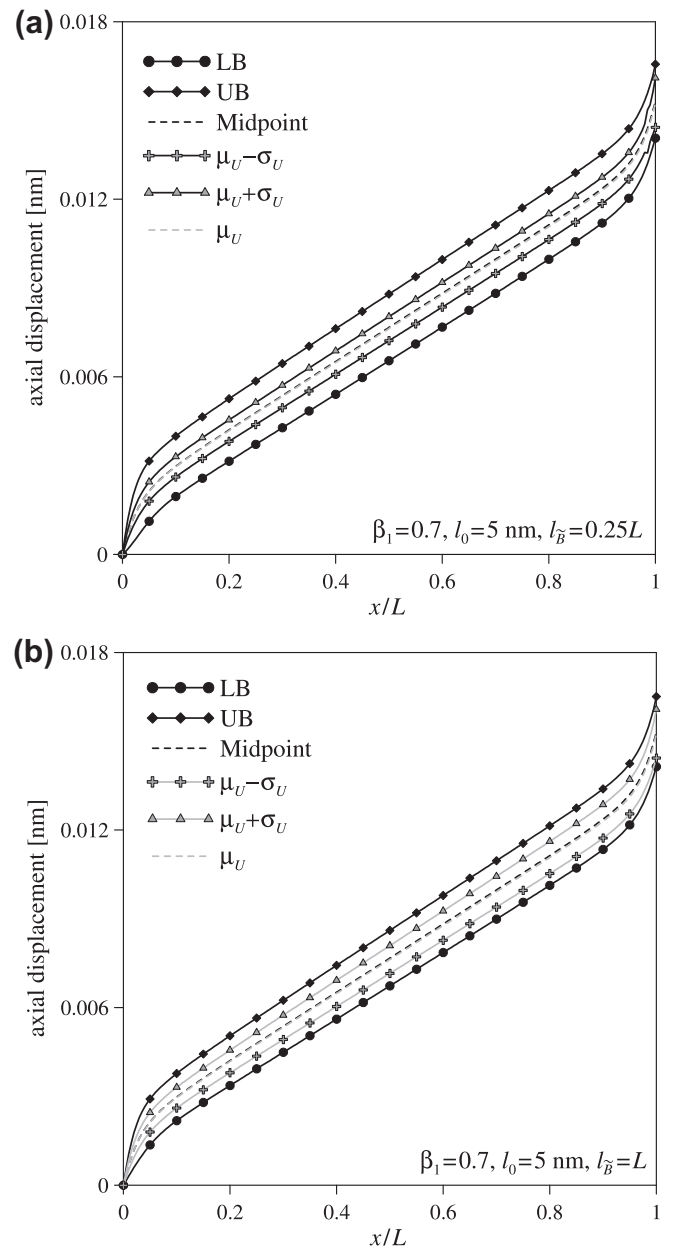 (a)
0.018
LB
UB
Midpoint
μU−σU
μU+σU
μU
0.012
0.006
0
axial displacement [nm]
β1=0.7, l0=5 nm, lB̃=0.25L
0 0.2 0.4 0.6 0.8 1
x/L
(b)
0.018
LB
UB
Midpoint
μU−σU
μU+σU
μU
0.012
0.006
0
axial displacement [nm]
β1=0.7, l0=5 nm, lB̃=L
0 0.2 0.4 0.6 0.8 1
x/L